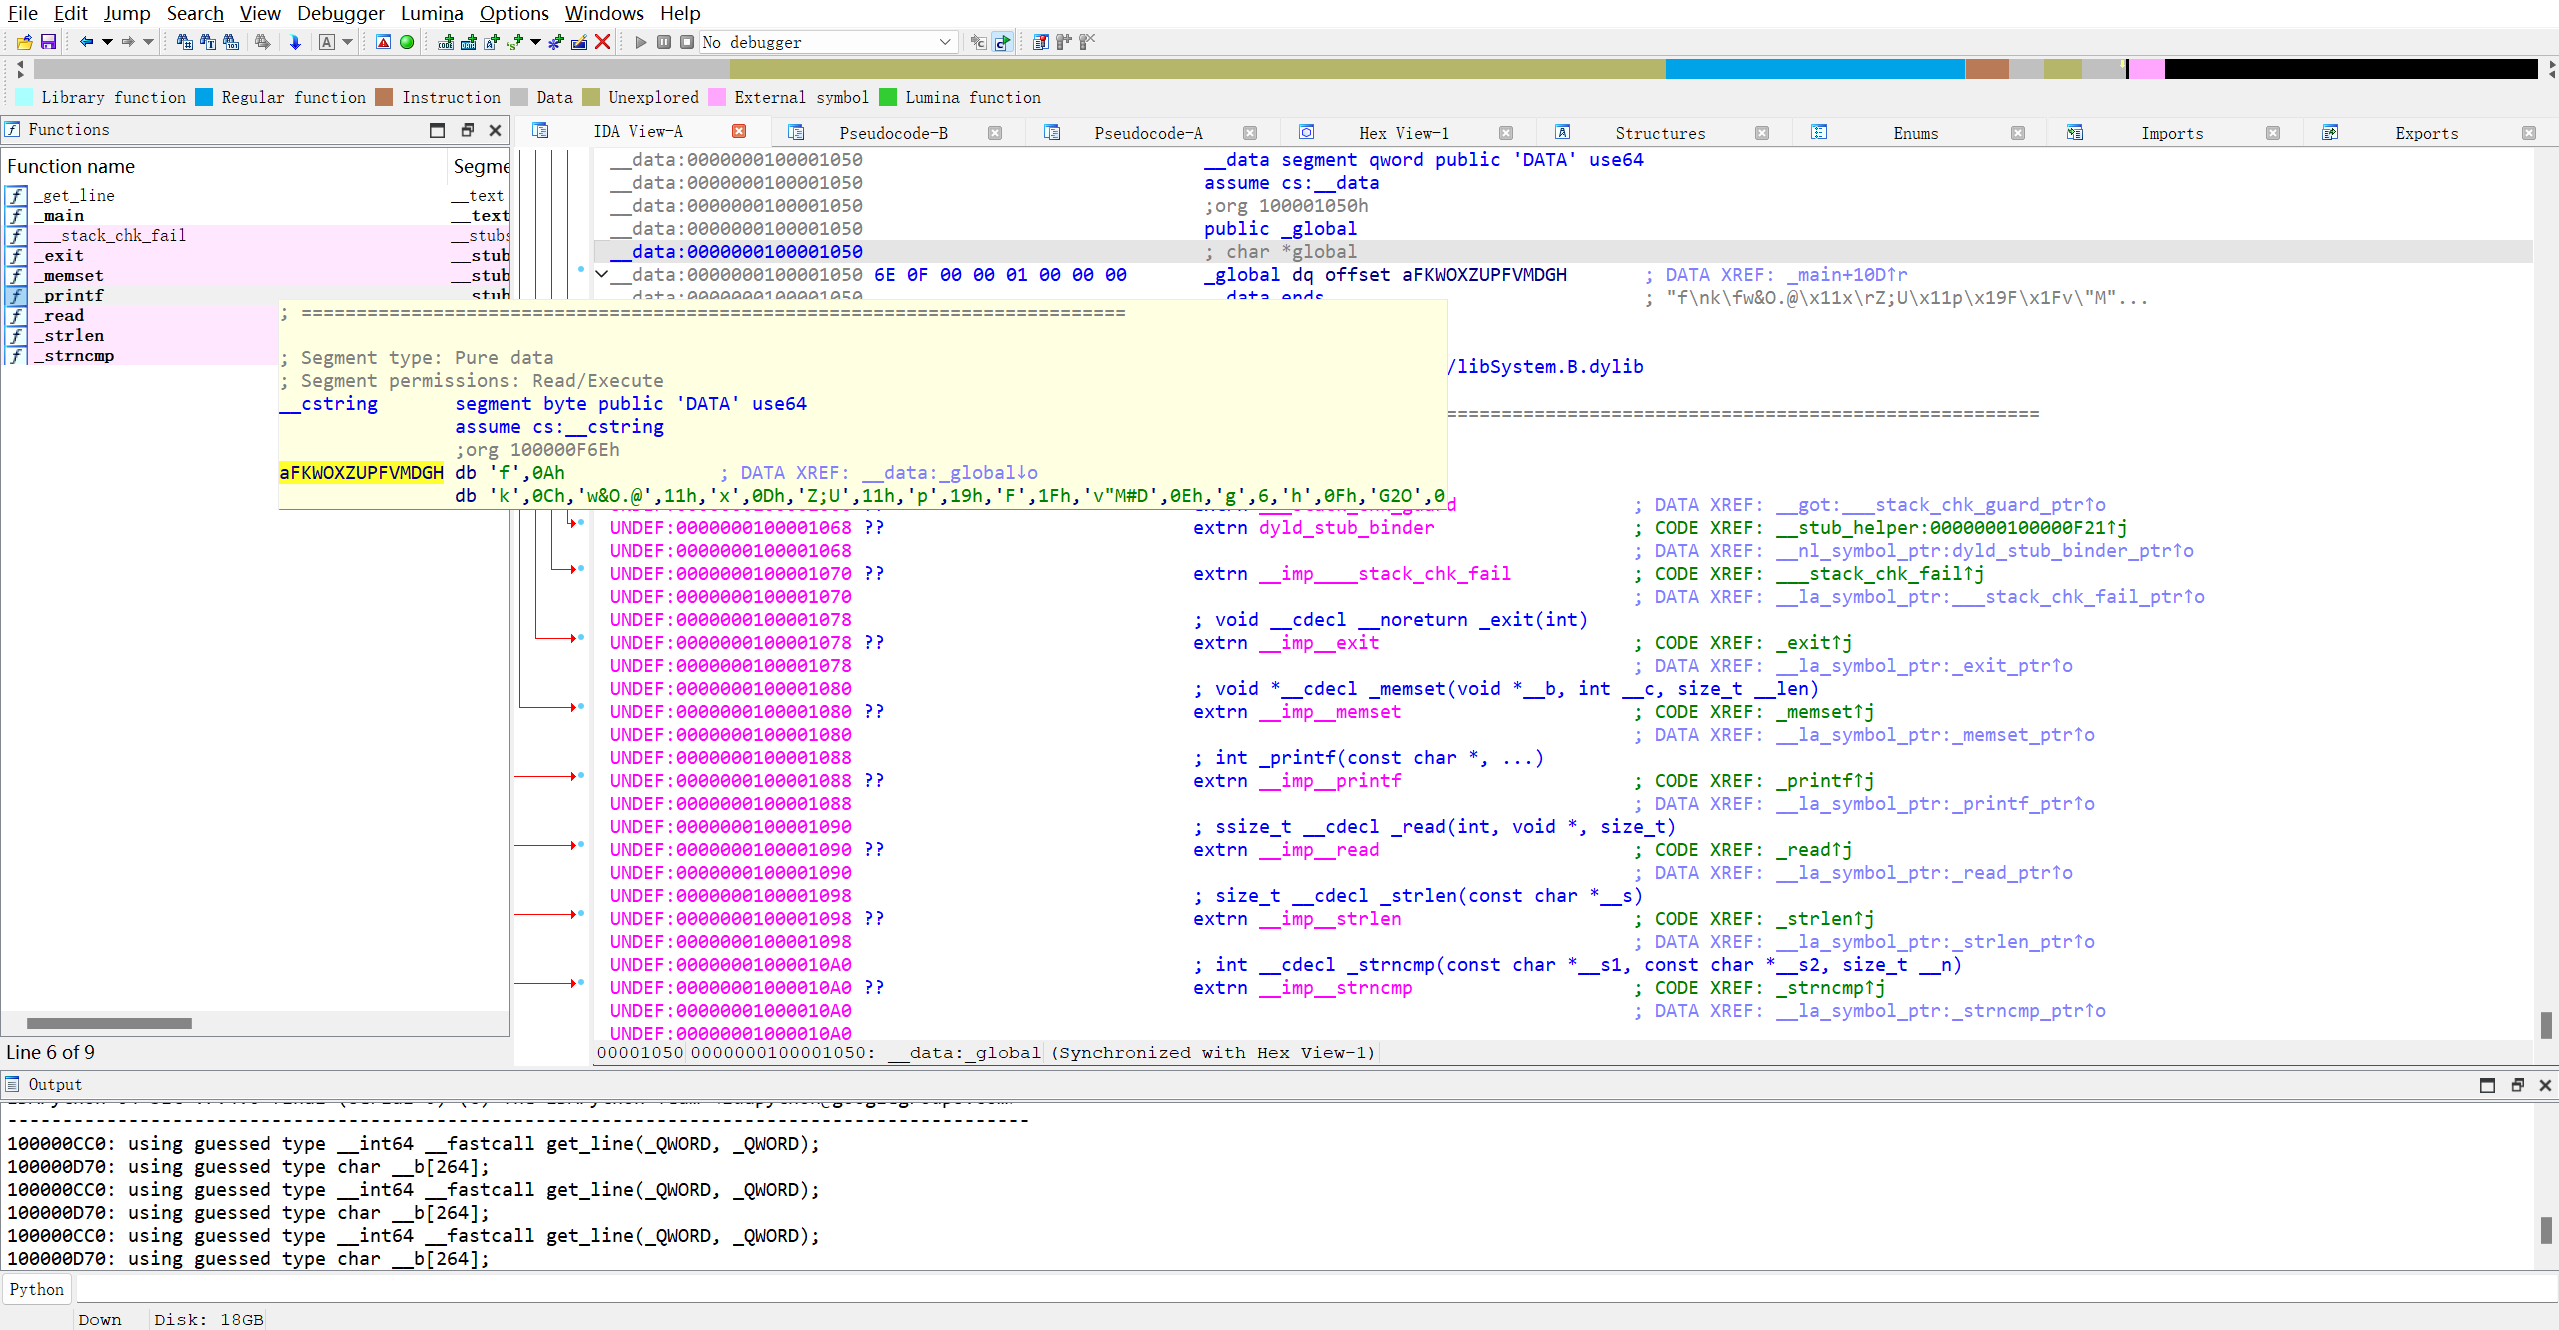 File Edit Jump Search View Debugger Lumina Options Windows Help
No debugger
Library function Regular function Instruction Data Unexplored External symbol Lumina function
Functions
Function name Segme
_get_line __text
_main __text
___stack_chk_fail __stubs
_exit __stub
_memset __stub
_printf __stub
_read
_strlen
_strncmp
Line 6 of 9
IDA View-A Pseudocode-B Pseudocode-A Hex View-1 Structures Enums Imports Exports
__data:0000000100001050 __data segment qword public 'DATA' use64
__data:0000000100001050 assume cs:__data
__data:0000000100001050 ;org 100001050h
__data:0000000100001050 public _global
__data:0000000100001050 ; char *global
__data:0000000100001050 6E 0F 00 00 01 00 00 00 _global dq offset aFKWOXZUPFVMDGH ; DATA XREF: _main+10D↑r
__data:0000000100001050 __data ends ; "f\nk\fw&O.@\x11x\rZ;U\x11p\x19F\x1Fv\"M"...
; ===========================================================================
; Segment type: Pure data
; Segment permissions: Read/Execute
__cstring segment byte public 'DATA' use64
assume cs:__cstring
;org 100000F6Eh
aFKWOXZUPFVMDGH db 'f',0Ah ; DATA XREF: __data:_global↓o
db 'k',0Ch,'w&O.@',11h,'x',0Dh,'Z;U',11h,'p',19h,'F',1Fh,'v"M#D',0Eh,'g',6,'h',0Fh,'G2O',0
/libSystem.B.dylib
======================================================
; DATA XREF: __got:___stack_chk_guard_ptr↑o
UNDEF:0000000100001068 ?? extrn dyld_stub_binder ; CODE XREF: __stub_helper:0000000100000F21↑j
UNDEF:0000000100001068 ; DATA XREF: __nl_symbol_ptr:dyld_stub_binder_ptr↑o
UNDEF:0000000100001070 ?? extrn __imp____stack_chk_fail ; CODE XREF: ___stack_chk_fail↑j
UNDEF:0000000100001070 ; DATA XREF: __la_symbol_ptr:___stack_chk_fail_ptr↑o
UNDEF:0000000100001078 ; void __cdecl __noreturn _exit(int)
UNDEF:0000000100001078 ?? extrn __imp__exit ; CODE XREF: _exit↑j
UNDEF:0000000100001078 ; DATA XREF: __la_symbol_ptr:_exit_ptr↑o
UNDEF:0000000100001080 ; void *__cdecl _memset(void *__b, int __c, size_t __len)
UNDEF:0000000100001080 ?? extrn __imp__memset ; CODE XREF: _memset↑j
UNDEF:0000000100001080 ; DATA XREF: __la_symbol_ptr:_memset_ptr↑o
UNDEF:0000000100001088 ; int _printf(const char *, ...)
UNDEF:0000000100001088 ?? extrn __imp__printf ; CODE XREF: _printf↑j
UNDEF:0000000100001088 ; DATA XREF: __la_symbol_ptr:_printf_ptr↑o
UNDEF:0000000100001090 ; ssize_t __cdecl _read(int, void *, size_t)
UNDEF:0000000100001090 ?? extrn __imp__read ; CODE XREF: _read↑j
UNDEF:0000000100001090 ; DATA XREF: __la_symbol_ptr:_read_ptr↑o
UNDEF:0000000100001098 ; size_t __cdecl _strlen(const char *__s)
UNDEF:0000000100001098 ?? extrn __imp__strlen ; CODE XREF: _strlen↑j
UNDEF:0000000100001098 ; DATA XREF: __la_symbol_ptr:_strlen_ptr↑o
UNDEF:00000001000010A0 ; int __cdecl _strncmp(const char *__s1, const char *__s2, size_t __n)
UNDEF:00000001000010A0 ?? extrn __imp__strncmp ; CODE XREF: _strncmp↑j
UNDEF:00000001000010A0 ; DATA XREF: __la_symbol_ptr:_strncmp_ptr↑o
UNDEF:00000001000010A0
00001050 0000000100001050: __data:_global (Synchronized with Hex View-1)
Output
---------------------------------------------------------------------------------------------
100000CC0: using guessed type __int64 __fastcall get_line(_QWORD, _QWORD);
100000D70: using guessed type char __b[264];
100000CC0: using guessed type __int64 __fastcall get_line(_QWORD, _QWORD);
100000D70: using guessed type char __b[264];
100000CC0: using guessed type __int64 __fastcall get_line(_QWORD, _QWORD);
100000D70: using guessed type char __b[264];
Python
Down Disk: 18GB